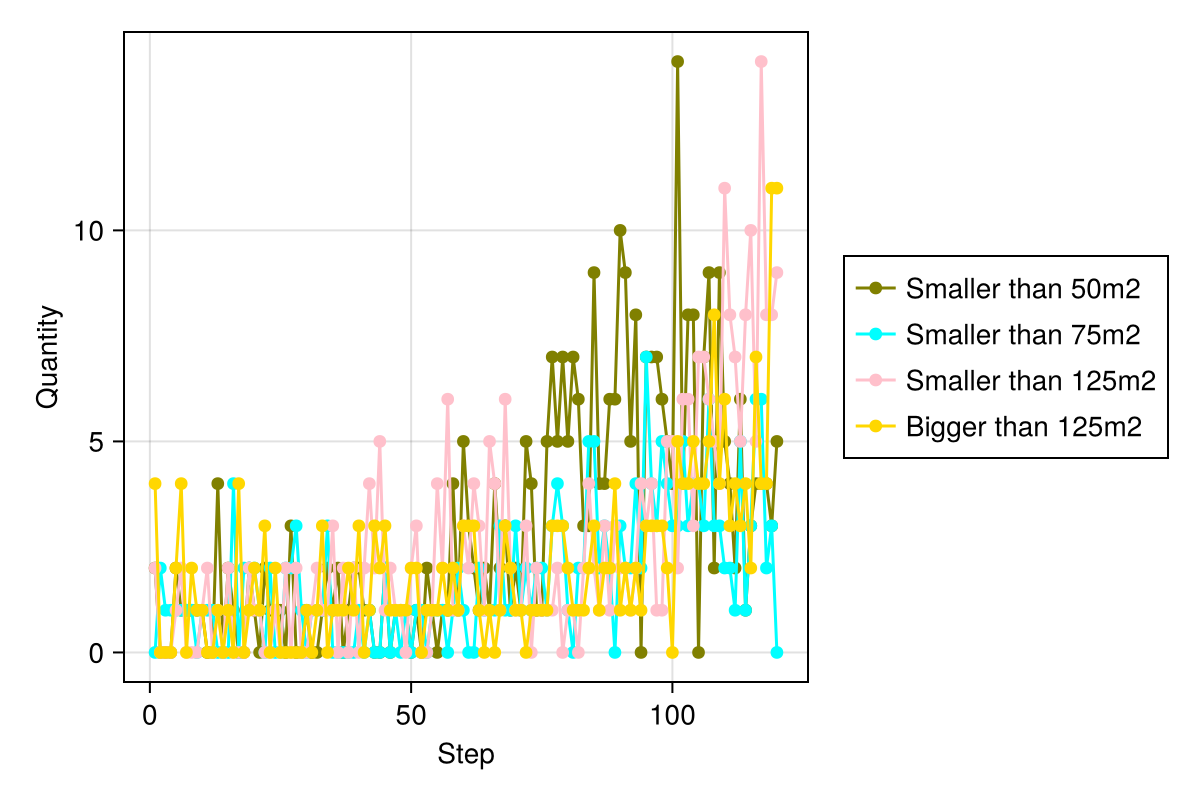 Quantity
10
5
0
0
50
100
Step
Smaller than 50m2
Smaller than 75m2
Smaller than 125m2
Bigger than 125m2